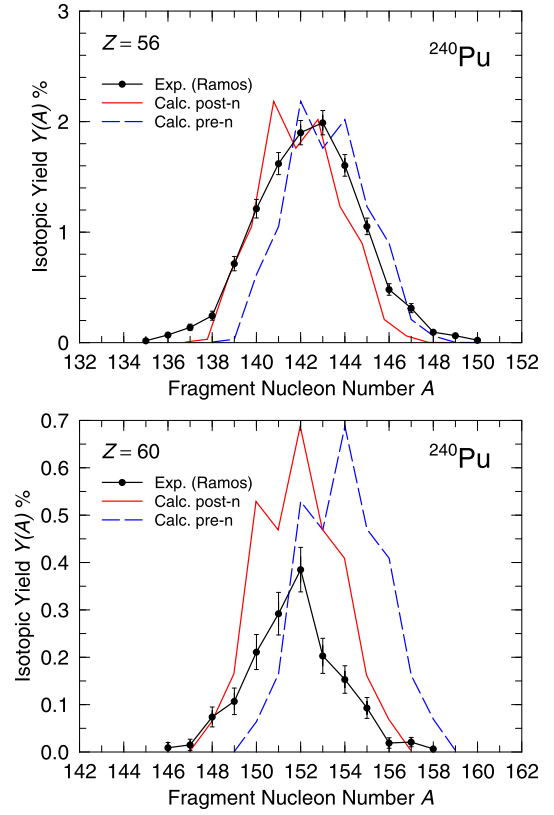 3
Z = 56
240Pu
Exp. (Ramos)
Calc. post-n
Calc. pre-n
2
1
0
Isotopic Yield Y(A) %
132 134 136 138 140 142 144 146 148 150 152
Fragment Nucleon Number A
0.7
Z = 60
240Pu
Exp. (Ramos)
Calc. post-n
Calc. pre-n
0.6
0.5
0.4
0.3
0.2
0.1
0.0
Isotopic Yield Y(A) %
142 144 146 148 150 152 154 156 158 160 162
Fragment Nucleon Number A